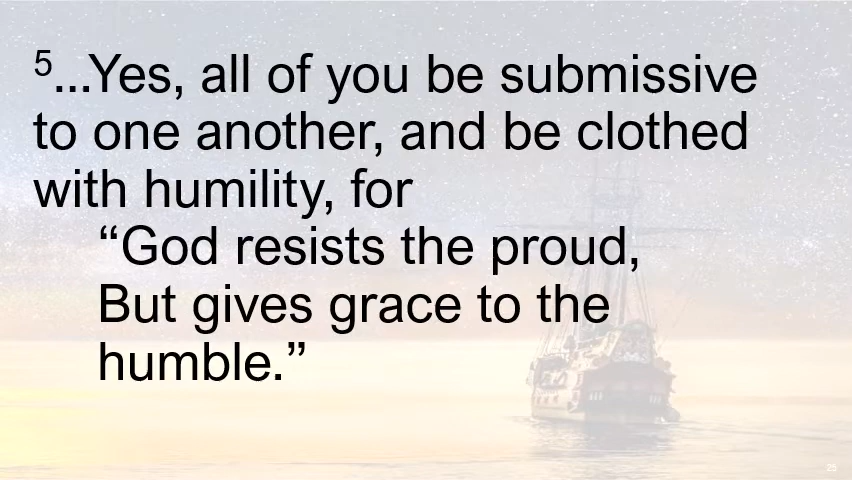 5...Yes, all of you be submissive
to one another, and be clothed
with humility, for
“God resists the proud,
But gives grace to the
humble.”
25